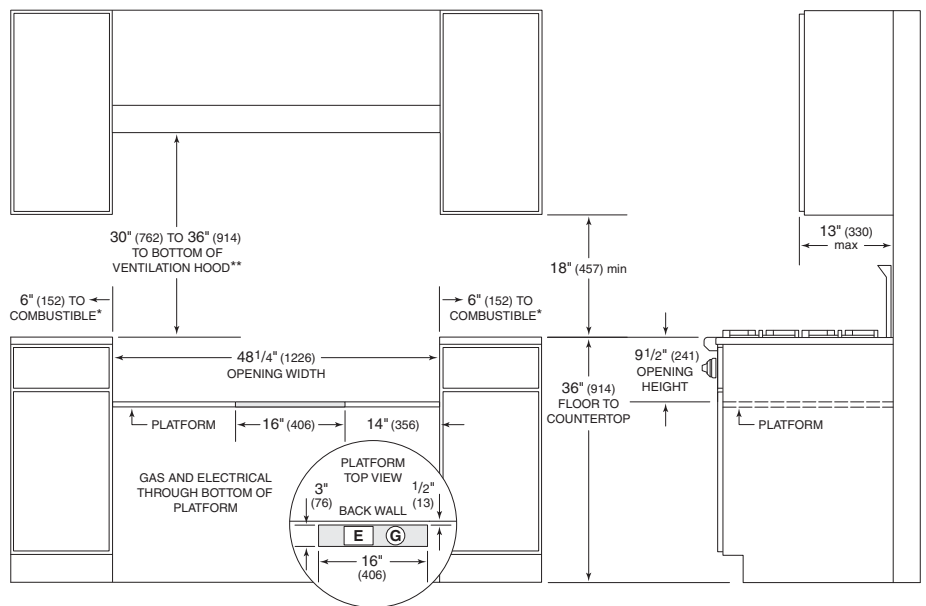 13" (330)
max
30" (762) TO 36" (914)
TO BOTTOM OF
VENTILATION HOOD**
18" (457) min
6" (152) TO
COMBUSTIBLE*
6" (152) TO
COMBUSTIBLE*
48 1/4" (1226)
OPENING WIDTH
9 1/2" (241)
OPENING
HEIGHT
36" (914)
FLOOR TO
COUNTERTOP
PLATFORM
16" (406)
14" (356)
PLATFORM
GAS AND ELECTRICAL
THROUGH BOTTOM OF
PLATFORM
PLATFORM
TOP VIEW
3"
(76)
1/2"
(13)
BACK WALL
E
G
16"
(406)